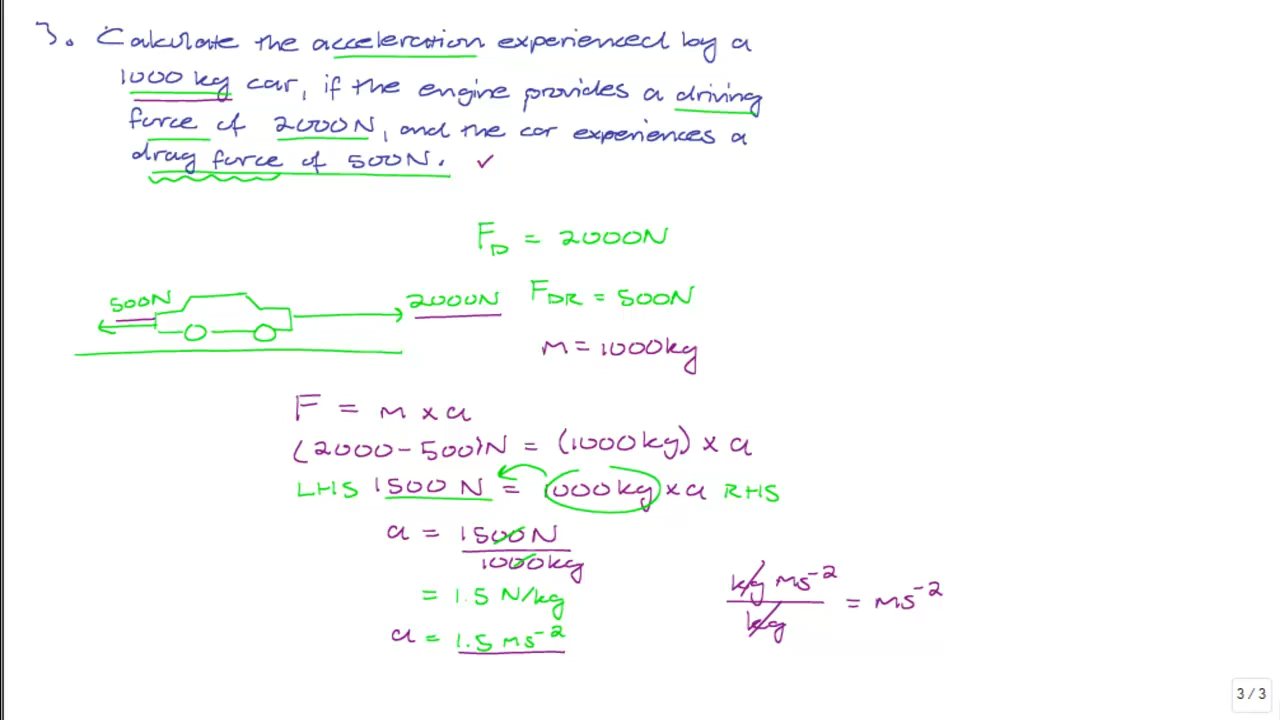 3. Calculate the acceleration experienced by a
1000 kg car, if the engine provides a driving
force of 2000N, and the car experiences a
drag force of 500N. ✓
F_D = 2000N
500N
2000N
F_DR = 500N
m = 1000kg
F = m × a
(2000 - 500)N = (1000kg) × a
LHS 1500 N = 1000kg × a RHS
a = 1500N
1000kg
= 1.5 N/kg
a = 1.5 ms⁻²
kg ms⁻²
kg
= ms⁻²
3 / 3